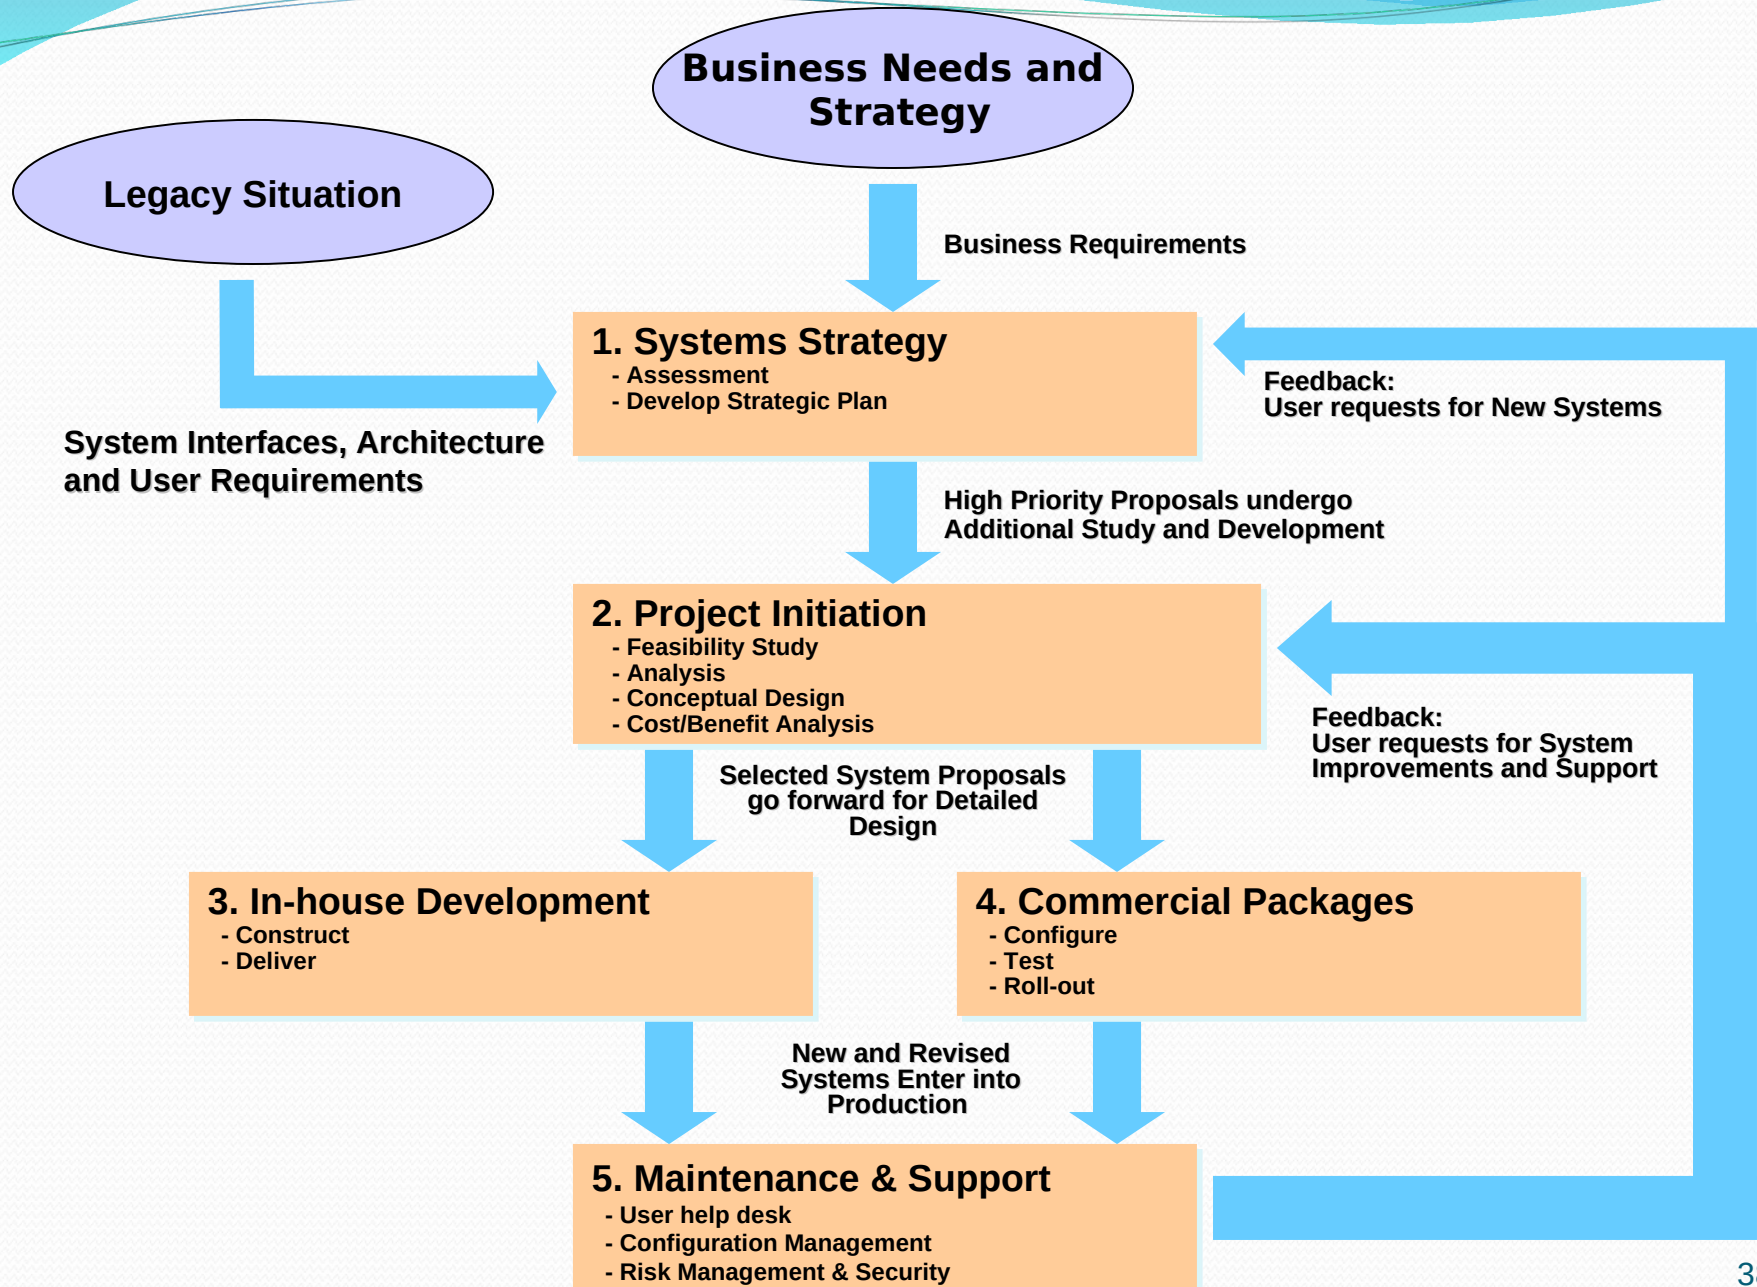 Business Needs and
Strategy
Legacy Situation
Business Requirements
1. Systems Strategy
- Assessment
- Develop Strategic Plan
Feedback:
User requests for New Systems
System Interfaces, Architecture
and User Requirements
High Priority Proposals undergo
Additional Study and Development
2. Project Initiation
- Feasibility Study
- Analysis
- Conceptual Design
- Cost/Benefit Analysis
Feedback:
User requests for System
Improvements and Support
Selected System Proposals
go forward for Detailed
Design
3. In-house Development
- Construct
- Deliver
4. Commercial Packages
- Configure
- Test
- Roll-out
New and Revised
Systems Enter into
Production
5. Maintenance & Support
- User help desk
- Configuration Management
- Risk Management & Security